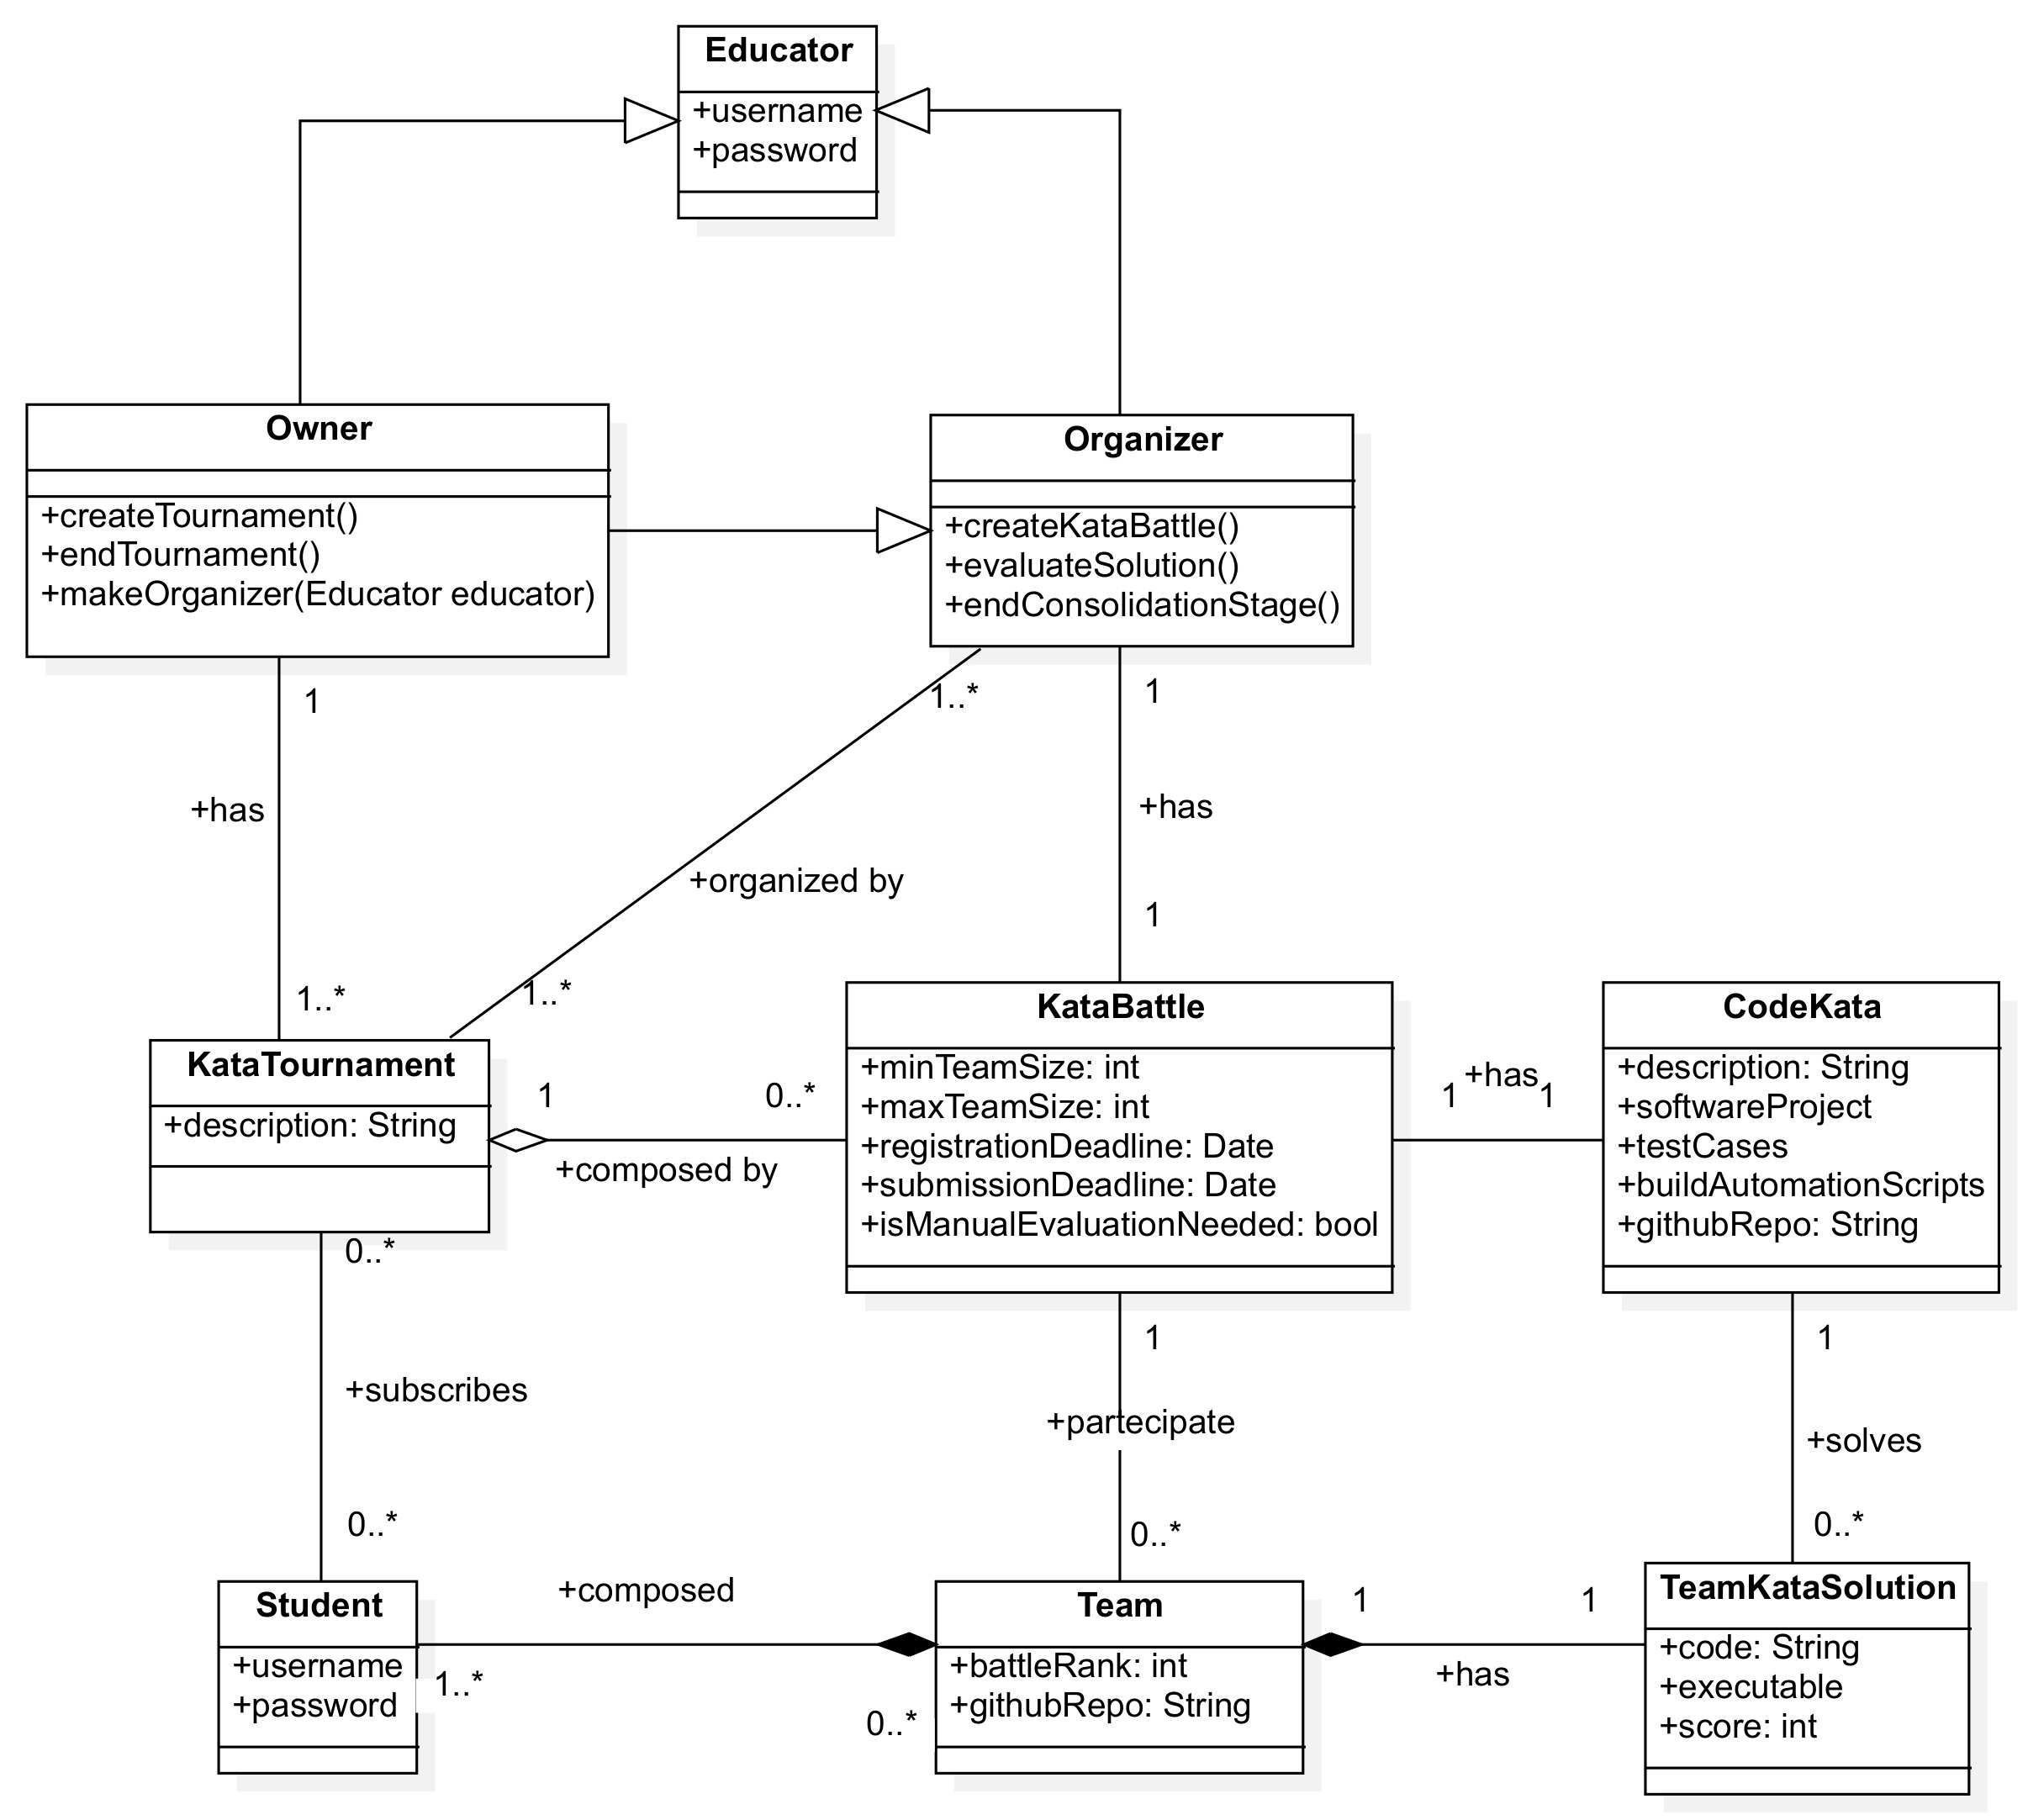 Educator
+username
+password
Owner
+createTournament()
+endTournament()
+makeOrganizer(Educator educator)
Organizer
+createKataBattle()
+evaluateSolution()
+endConsolidationStage()
1
1..*
1
+has
+has
+organized by
1
1..*
1..*
KataTournament
+description: String
1
0..*
+composed by
KataBattle
+minTeamSize: int
+maxTeamSize: int
+registrationDeadline: Date
+submissionDeadline: Date
+isManualEvaluationNeeded: bool
1
+has
1
CodeKata
+description: String
+softwareProject
+testCases
+buildAutomationScripts
+githubRepo: String
0..*
1
1
+subscribes
+partecipate
+solves
0..*
0..*
0..*
Student
+username
+password
+composed
1..*
0..*
Team
+battleRank: int
+githubRepo: String
1
1
+has
TeamKataSolution
+code: String
+executable
+score: int